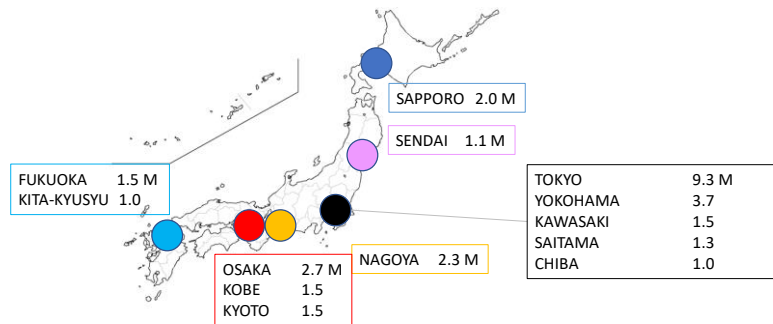 SAPPORO 2.0 M
SENDAI 1.1 M
FUKUOKA 1.5 M
KITA-KYUSYU 1.0
TOKYO 9.3 M
YOKOHAMA 3.7
KAWASAKI 1.5
SAITAMA 1.3
CHIBA 1.0
NAGOYA 2.3 M
OSAKA 2.7 M
KOBE 1.5
KYOTO 1.5